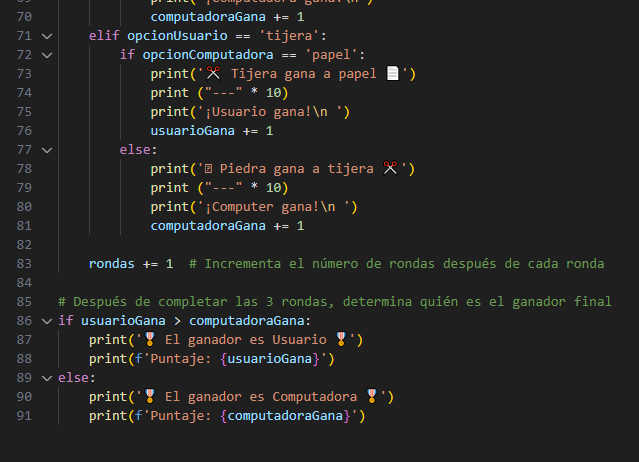 70 computadoraGana += 1
71 elif opcionUsuario == 'tijera':
72 if opcionComputadora == 'papel':
73 print('✂️ Tijera gana a papel 📄')
74 print ("---" * 10)
75 print('¡Usuario gana!\n ')
76 usuarioGana += 1
77 else:
78 print('🪨 Piedra gana a tijera ✂️')
79 print ("---" * 10)
80 print('¡Computer gana!\n ')
81 computadoraGana += 1
82
83 rondas += 1 # Incrementa el número de rondas después de cada ronda
84
85 # Después de completar las 3 rondas, determina quién es el ganador final
86 if usuarioGana > computadoraGana:
87 print('🎖️ El ganador es Usuario 🎖️')
88 print(f'Puntaje: {usuarioGana}')
89 else:
90 print('🎖️ El ganador es Computadora 🎖️')
91 print(f'Puntaje: {computadoraGana}')